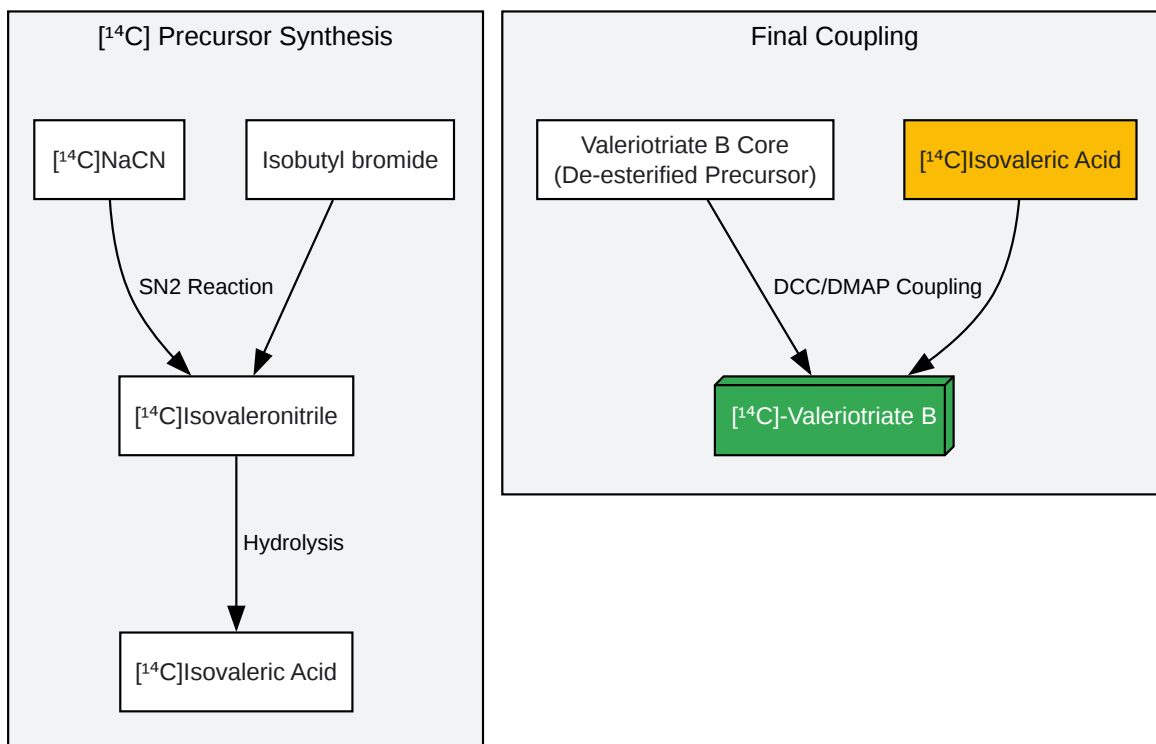 [¹⁴C] Precursor Synthesis
[¹⁴C]NaCN
Isobutyl bromide
SN2 Reaction
[¹⁴C]Isovaleronitrile
Hydrolysis
[¹⁴C]Isovaleric Acid
Final Coupling
Valeriotriate B Core
(De-esterified Precursor)
[¹⁴C]Isovaleric Acid
DCC/DMAP Coupling
[¹⁴C]-Valeriotriate B